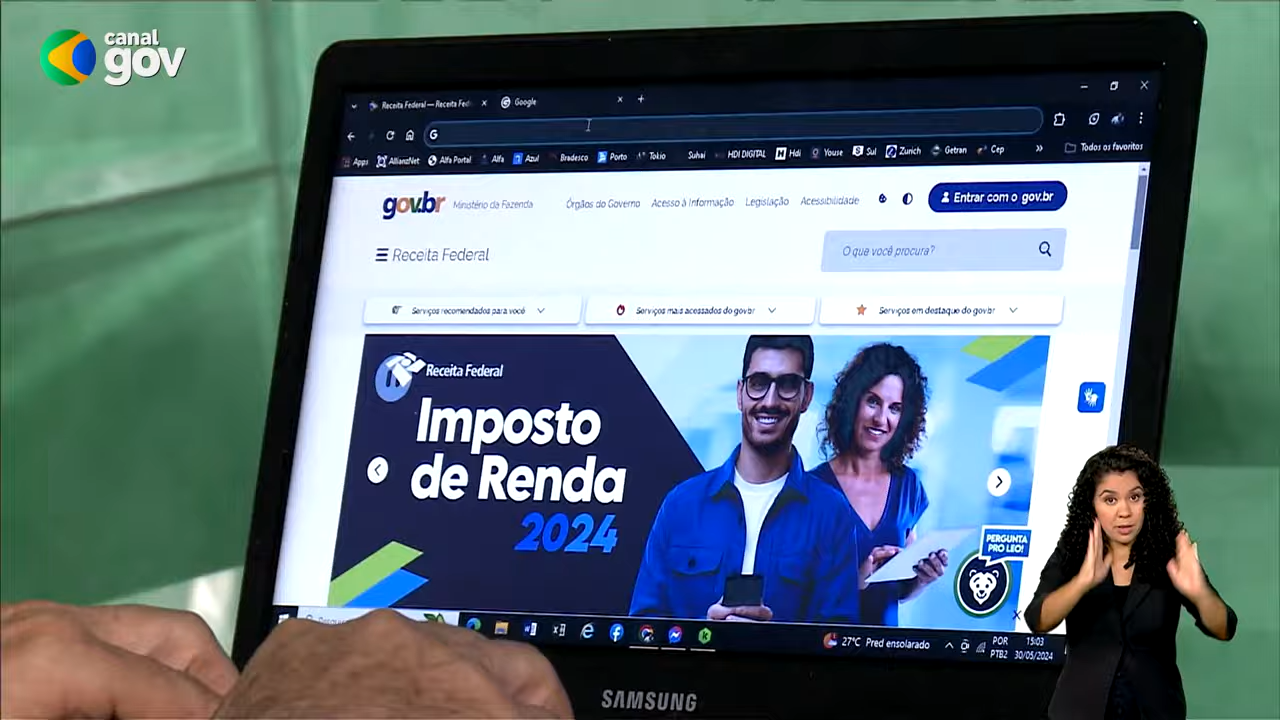 canal
gov
Receita Federal — Receita Fed
Google
Apps
AllianzNet
Alfa Portal
Alfa
Azul
Bradesco
Porto
Tokio
Suhai
HDI DIGITAL
Hdi
Youse
Sul
Zurich
Getran
Cep
»
Todos os favoritos
gov.br
Ministério da Fazenda
Órgãos do Governo
Acesso à Informação
Legislação
Acessibilidade
Entrar com o gov.br
Receita Federal
O que você procura?
Serviços recomendados para você
Serviços mais acessados do govbr
Serviços em destaque do govbr
Receita Federal
Imposto
de Renda
2024
PERGUNTA
PRO LEO!
27°C Pred ensolarado
POR
PTB2
15:03
30/05/2024
SAMSUNG